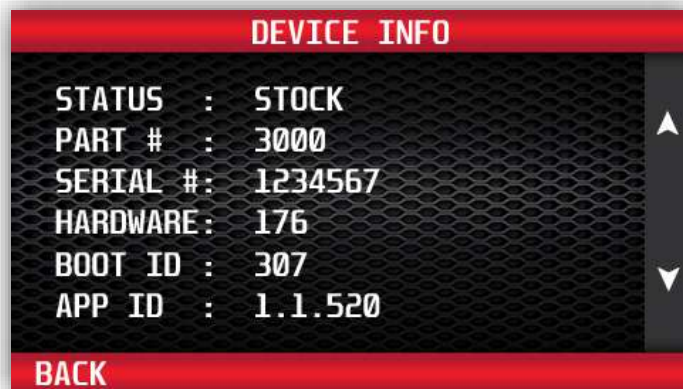 DEVICE INFO
STATUS : STOCK
PART # : 3000
SERIAL #: 1234567
HARDWARE: 176
BOOT ID : 307
APP ID : 1.1.520
BACK